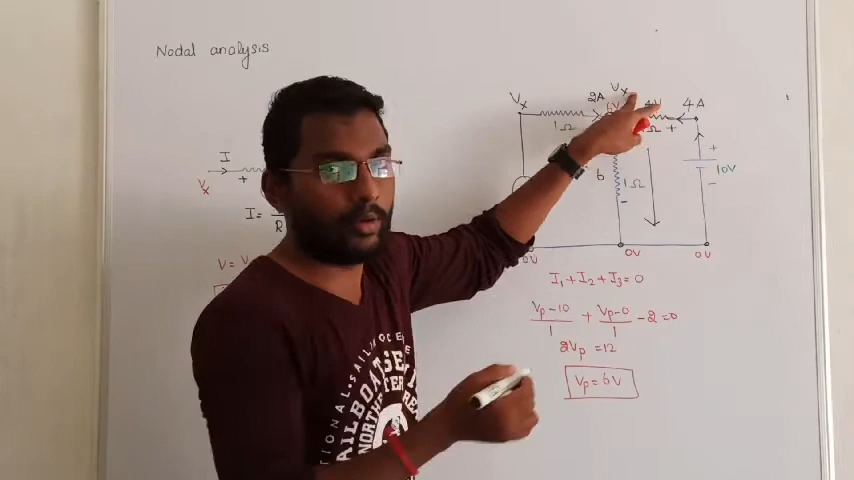 Nodal analysis
Vx
2A
Vx
4A
1Ω
Ω +
+
10V
-
6
1Ω
-
0V
0V
0V
I
Vx
+
I =
R
V = V
I₁+I₂+I₃=0
Vp-10/1 + Vp-0/1 -2=0
2Vp =12
Vp=6V